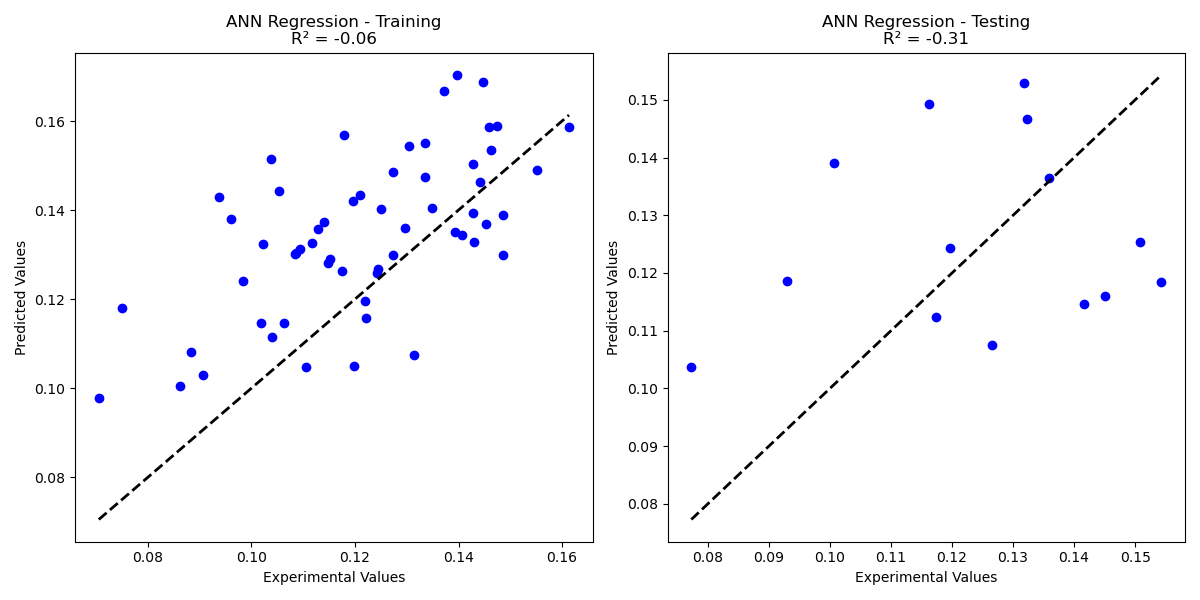 ANN Regression - Training
R² = -0.06
Predicted Values
0.16
0.14
0.12
0.10
0.08
0.08 0.10 0.12 0.14 0.16
Experimental Values
ANN Regression - Testing
R² = -0.31
Predicted Values
0.15
0.14
0.13
0.12
0.11
0.10
0.09
0.08
0.08 0.09 0.10 0.11 0.12 0.13 0.14 0.15
Experimental Values